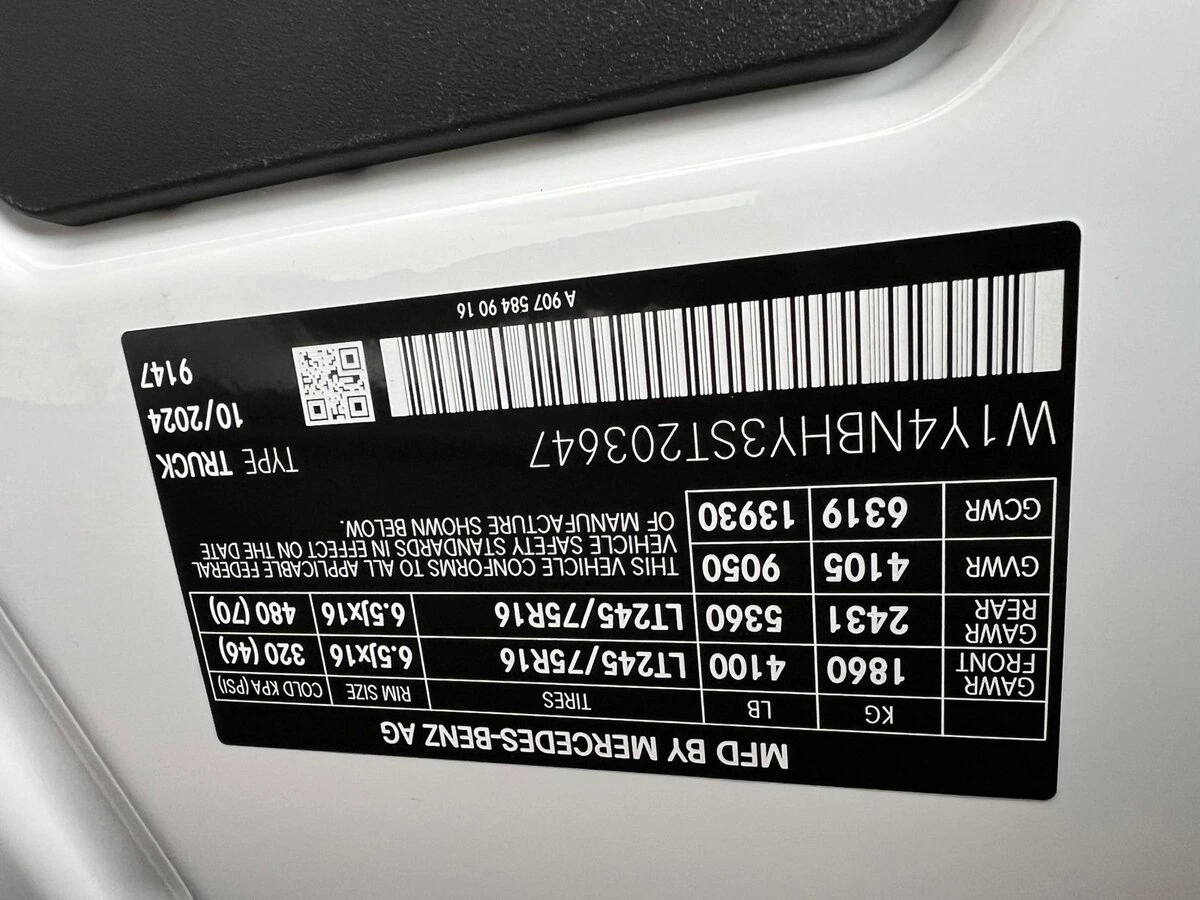 MFD BY MERCEDES-BENZ AG
KG LB TIRES RIM SIZE COLD KPA (PSI)
GAWR FRONT 1860 4100 LT245/75R16 6.5Jx16 320 (46)
GAWR REAR 2431 5360 LT245/75R16 6.5Jx16 480 (70)
GVWR 4105 9050
GCWR 6319 13930
THIS VEHICLE CONFORMS TO ALL APPLICABLE FEDERAL
VEHICLE SAFETY STANDARDS IN EFFECT ON THE DATE
OF MANUFACTURE SHOWN BELOW.
W1Y4NBHY3ST203647
TYPE TRUCK
10/2024
9147
A 907 584 90 16